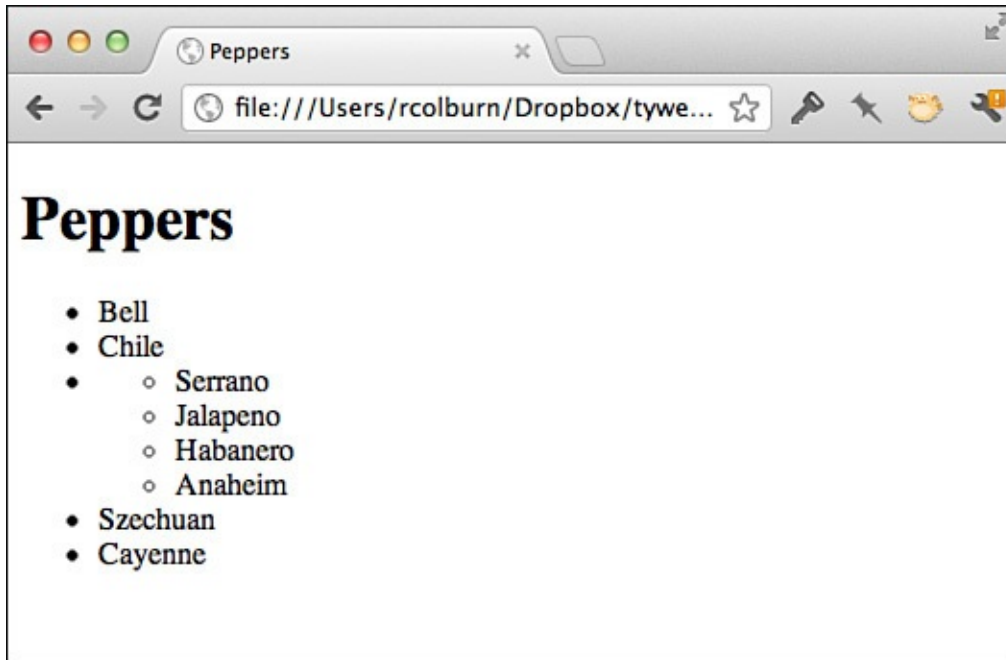 Peppers
file:///Users/rcolburn/Dropbox/tywe...
Peppers
Bell
Chile
Serrano
Jalapeno
Habanero
Anaheim
Szechuan
Cayenne